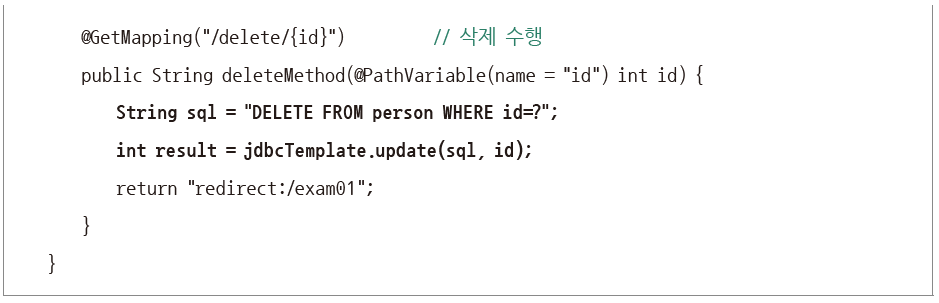 @GetMapping("/delete/{id}")          // 삭제 수행
public String deleteMethod(@PathVariable(name = "id") int id) {
String sql = "DELETE FROM person WHERE id=?";
int result = jdbcTemplate.update(sql, id);
return "redirect:/exam01";
}
}